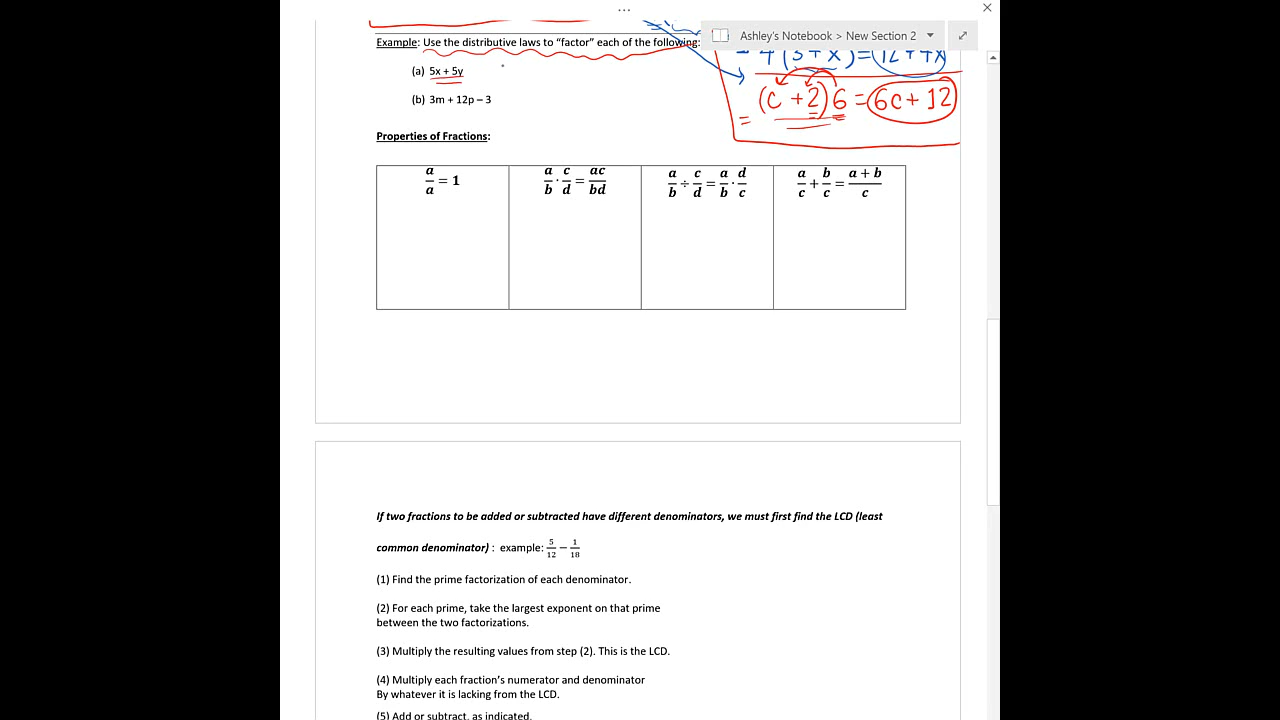 Ashley's Notebook > New Section 2
Example: Use the distributive laws to “factor” each of the following:
4(3+x)=12+4x
(a) 5x + 5y
(c+2)6=6c+12
=
(b) 3m + 12p – 3
Properties of Fractions:
a/a = 1
a/b · c/d = ac/bd
a/b ÷ c/d = a/b · d/c
a/c + b/c = a + b/c
If two fractions to be added or subtracted have different denominators, we must first find the LCD (least
common denominator) : example: 5/12 − 1/18
(1) Find the prime factorization of each denominator.
(2) For each prime, take the largest exponent on that prime
between the two factorizations.
(3) Multiply the resulting values from step (2). This is the LCD.
(4) Multiply each fraction’s numerator and denominator
By whatever it is lacking from the LCD.
(5) Add or subtract, as indicated.